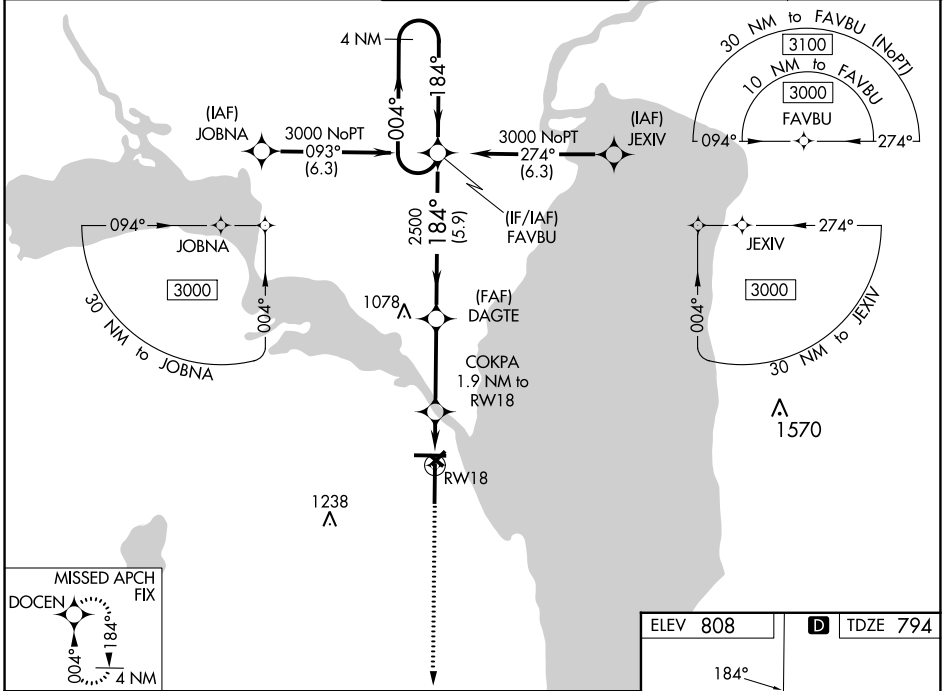 4 NM
184°
004°
(IAF)
JOBNA
3000 NoPT
093°
(6.3)
3000 NoPT
274°
(6.3)
(IAF)
JEXIV
(IF/IAF)
FAVBU
2500
184°
(5.9)
30 NM to FAVBU (NoPT)
3100
10 NM to FAVBU
3000
FAVBU
094°
274°
094°
JOBNA
3000
004°
30 NM to JOBNA
274°
JEXIV
3000
004°
30 NM to JEXIV
1078
(FAF)
DAGTE
COKPA
1.9 NM to
RW18
RW18
1570
1238
MISSED APCH
FIX
DOCEN
004°
184°
4 NM
ELEV 808
D
TDZE 794
184°